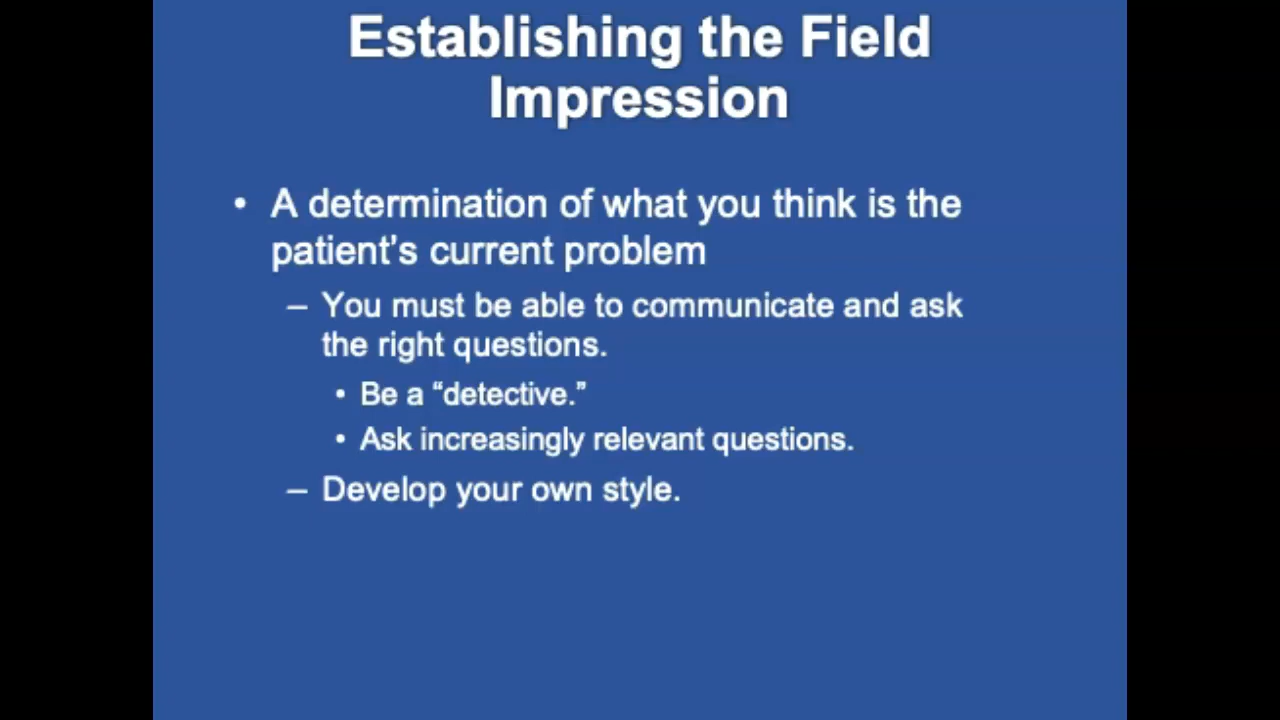 Establishing the Field
Impression
• A determination of what you think is the
patient's current problem
– You must be able to communicate and ask
the right questions.
• Be a “detective.”
• Ask increasingly relevant questions.
– Develop your own style.